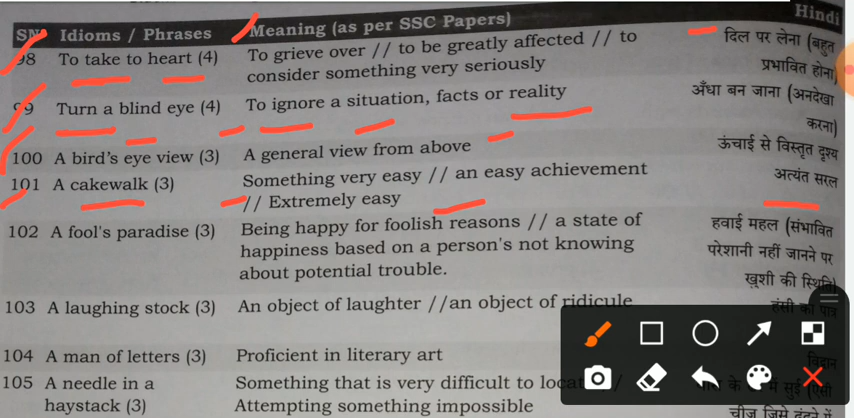 SN Idioms / Phrases Meaning (as per SSC Papers) Hindi
98 To take to heart (4) To grieve over // to be greatly affected // to दिल पर लेना (बहुत
consider something very seriously प्रभावित होना)
99 Turn a blind eye (4) To ignore a situation, facts or reality अँधा बन जाना (अनदेखा
करना)
100 A bird's eye view (3) A general view from above ऊंचाई से विस्तृत दृश्य
101 A cakewalk (3) Something very easy // an easy achievement अत्यंत सरल
// Extremely easy
102 A fool's paradise (3) Being happy for foolish reasons // a state of हवाई महल (संभावित
happiness based on a person's not knowing परेशानी नहीं जानने पर
about potential trouble. खुशी की स्थिति)
103 A laughing stock (3) An object of laughter //an object of ridicule हंसी का पात्र
104 A man of letters (3) Proficient in literary art विद्वान
105 A needle in a Something that is very difficult to के में सुई (ऐसी
haystack (3) Attempting something impossible चीज़ जिसे ढूंढने में